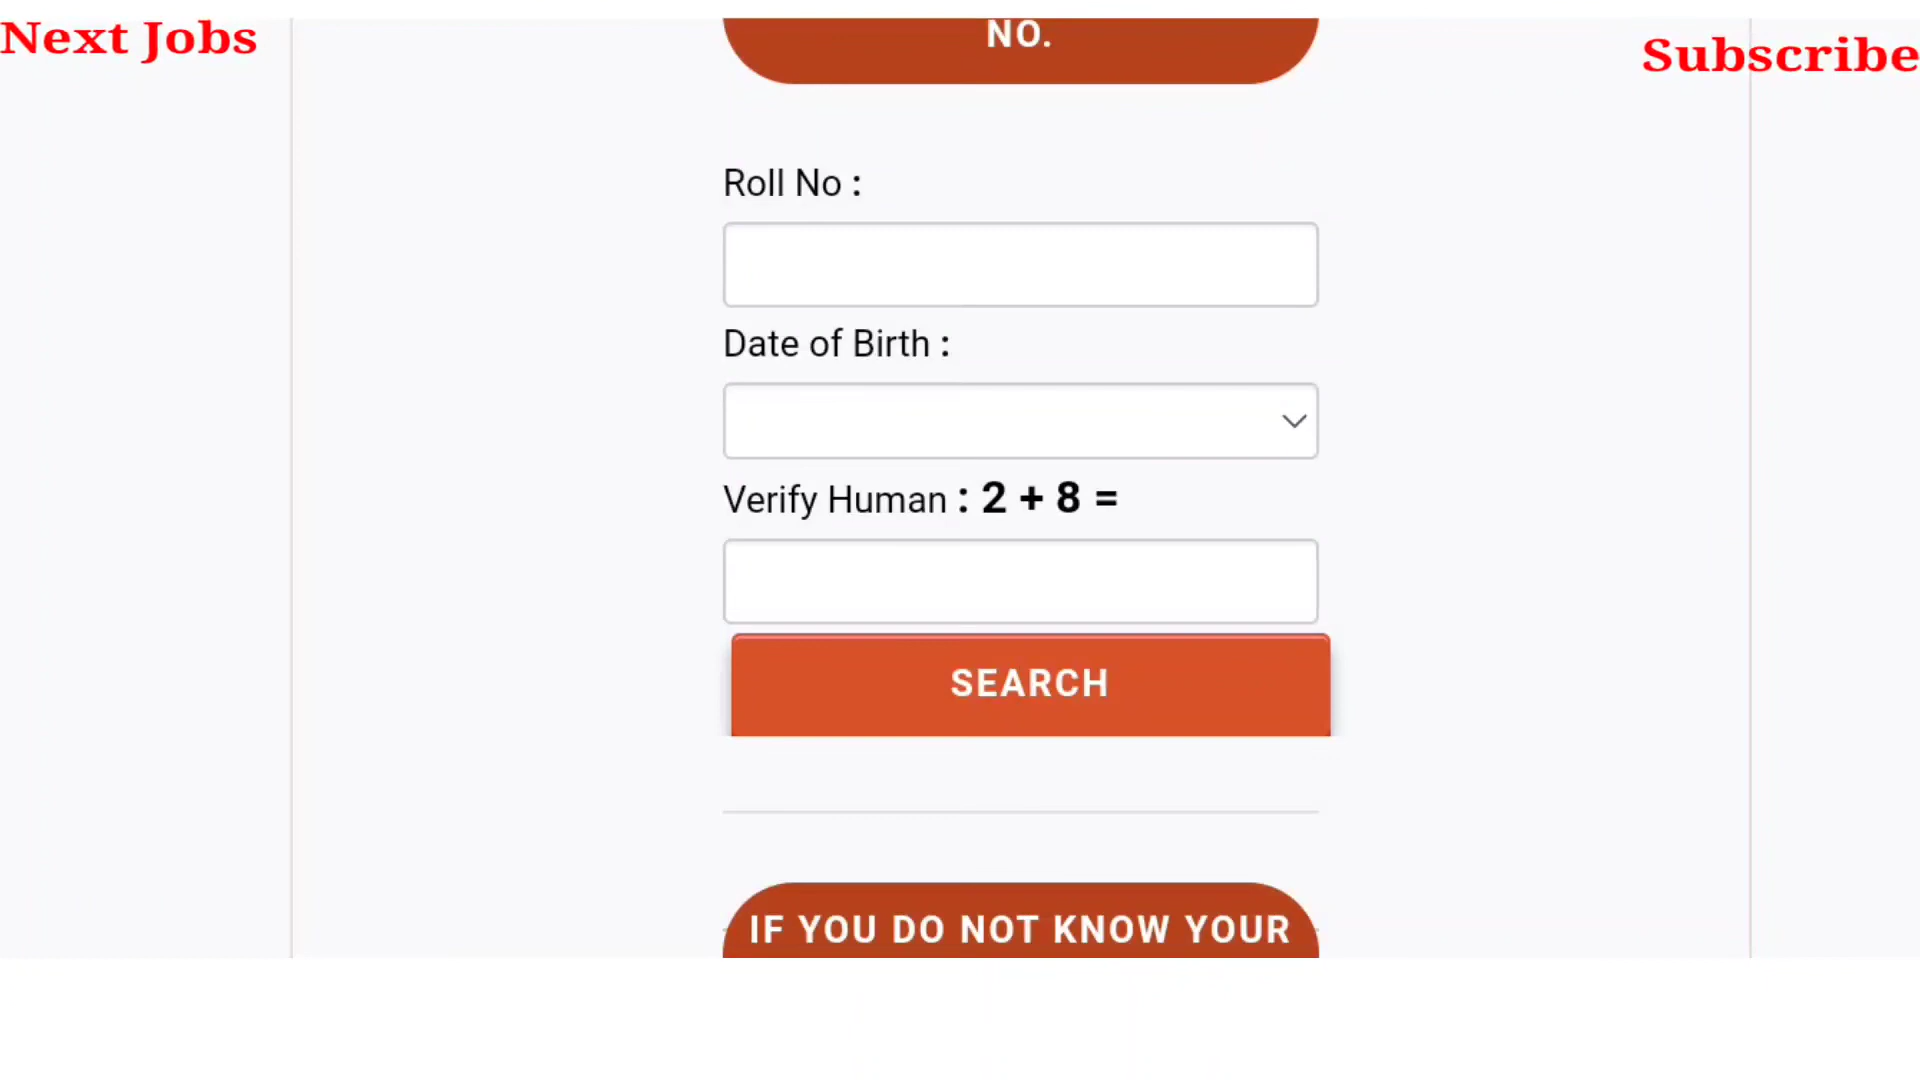 Next Jobs
NO.
Subscribe
Roll No :
Date of Birth :
Verify Human : 2 + 8 =
SEARCH
IF YOU DO NOT KNOW YOUR